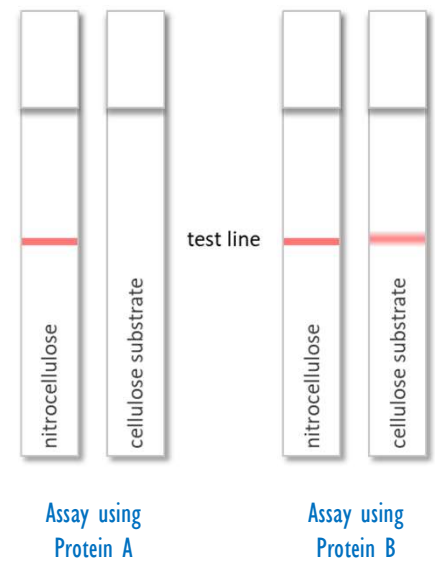 test line
nitrocellulose
cellulose substrate
nitrocellulose
cellulose substrate
Assay using
Protein A
Assay using
Protein B